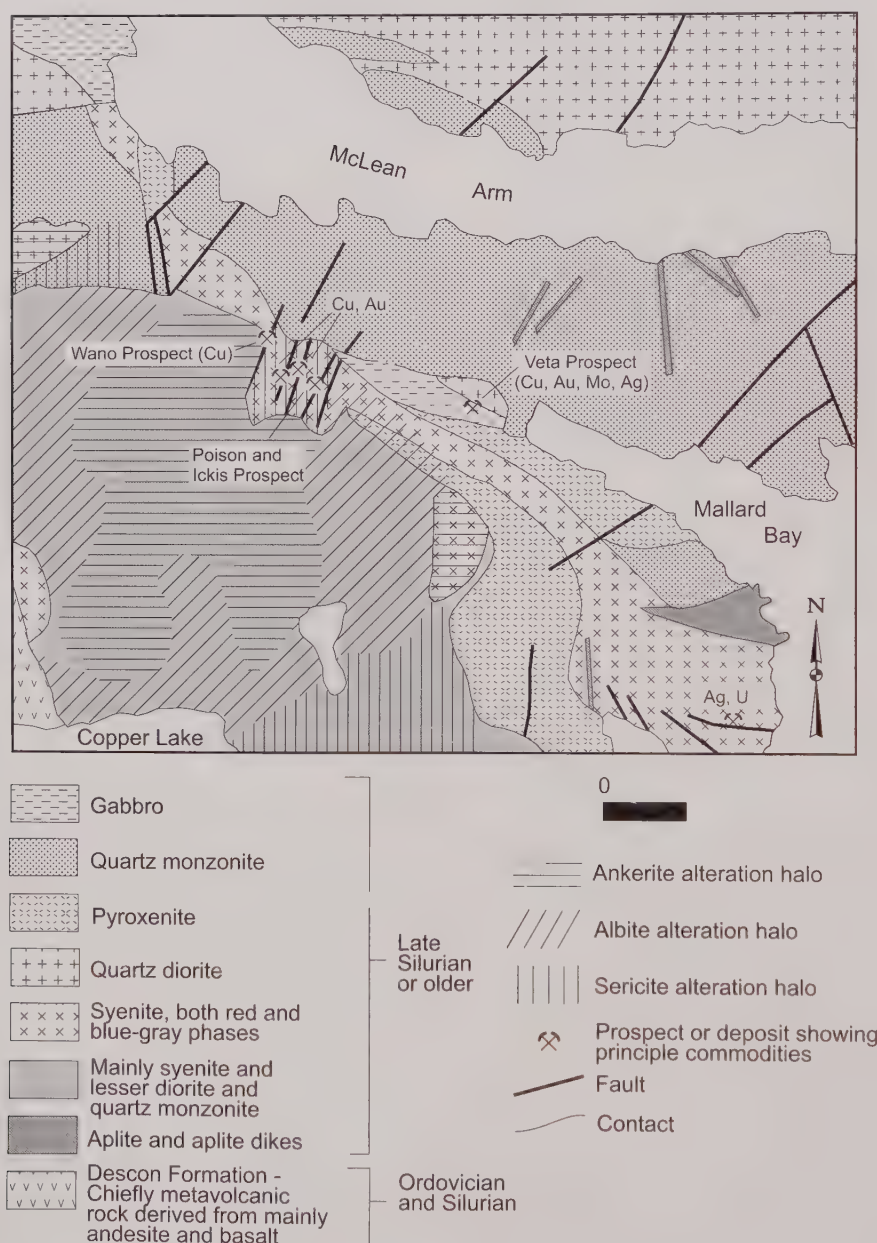 McLean
Arm
Cu, Au
Wano Prospect (Cu)
Veta Prospect
(Cu, Au, Mo, Ag)
Poison and
Ickis Prospect
Mallard
Bay
N
Ag, U
Copper Lake
Gabbro
Quartz monzonite
Pyroxenite
Quartz diorite
Syenite, both red and
blue-gray phases
Mainly syenite and
lesser diorite and
quartz monzonite
Aplite and aplite dikes
Descon Formation -
Chiefly metavolcanic
rock derived from mainly
andesite and basalt
Late
Silurian
or older
Ordovician
and Silurian
0
Ankerite alteration halo
Albite alteration halo
Sericite alteration halo
Prospect or deposit showing
principle commodities
Fault
Contact